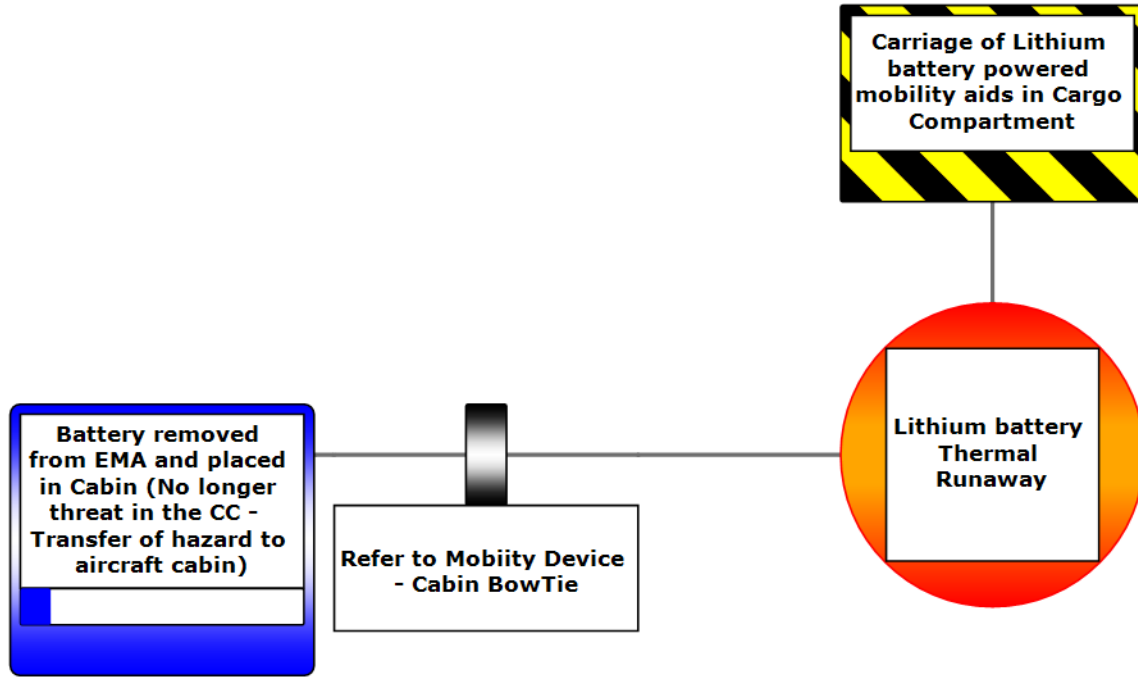 Carriage of Lithium
battery powered
mobility aids in Cargo
Compartment
Battery removed
from EMA and placed
in Cabin (No longer
threat in the CC -
Transfer of hazard to
aircraft cabin)
Refer to Mobiity Device
- Cabin BowTie
Lithium battery
Thermal
Runaway